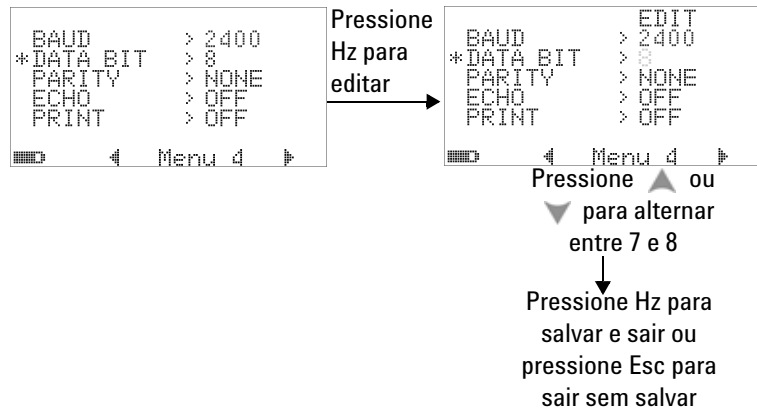 BAUD > 2400
*DATA BIT > 8
PARITY > NONE
ECHO > OFF
PRINT > OFF
Menu 4
Pressione
Hz para
editar
EDIT
BAUD > 2400
*DATA BIT > 8
PARITY > NONE
ECHO > OFF
PRINT > OFF
Menu 4
Pressione ou
para alternar
entre 7 e 8
Pressione Hz para
salvar e sair ou
pressione Esc para
sair sem salvar